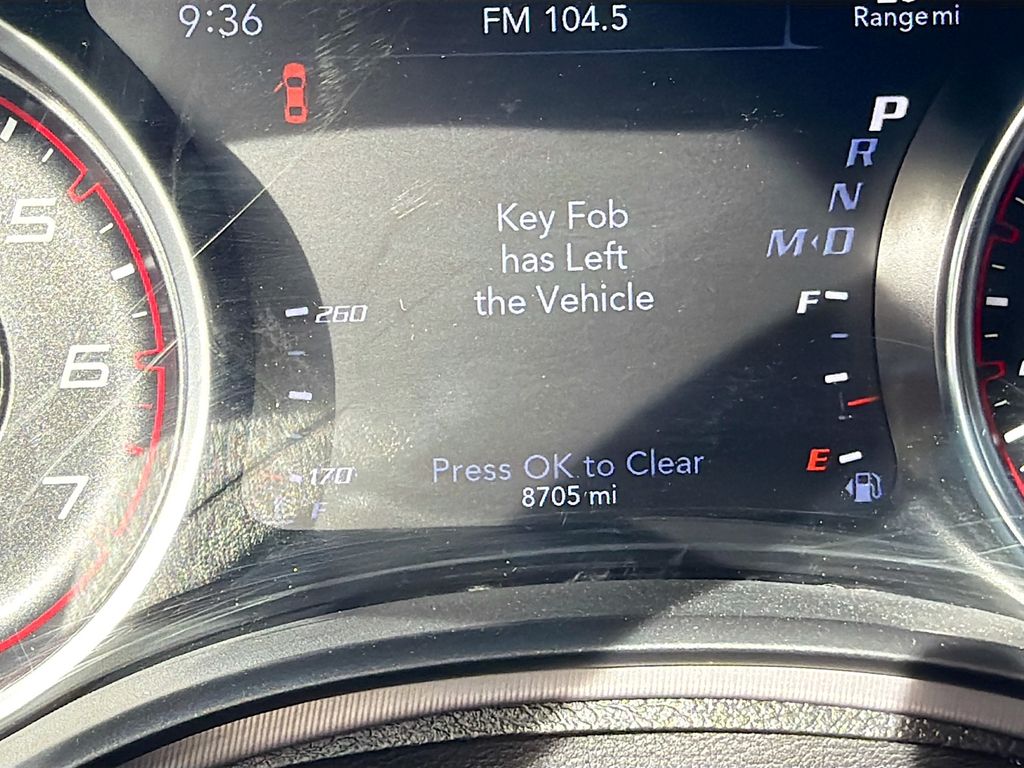 9:36
FM 104.5
Range mi
P
R
N
M D
Key Fob
has Left
the Vehicle
F
260
5
6
7
Press OK to Clear
8705 mi
E
170
F